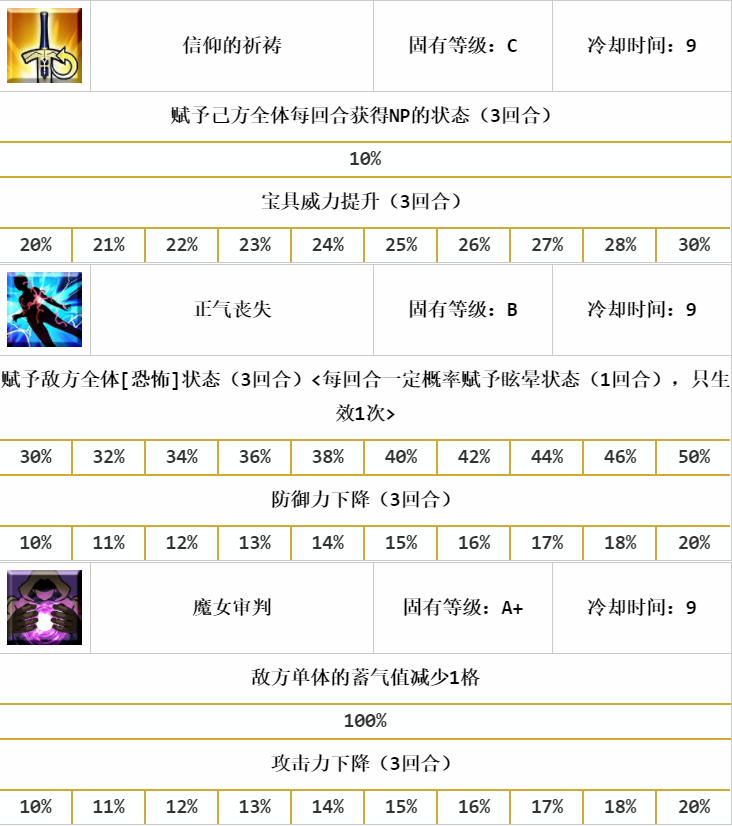 信仰的祈祷 固有等级：C 冷却时间：9
赋予己方全体每回合获得NP的状态（3回合）
10%
宝具威力提升（3回合）
20% 21% 22% 23% 24% 25% 26% 27% 28% 30%
正气丧失 固有等级：B 冷却时间：9
赋予敌方全体[恐怖]状态（3回合）<每回合一定概率赋予眩晕状态（1回合），只生
效1次>
30% 32% 34% 36% 38% 40% 42% 44% 46% 50%
防御力下降（3回合）
10% 11% 12% 13% 14% 15% 16% 17% 18% 20%
魔女审判 固有等级：A+ 冷却时间：9
敌方单体的蓄气值减少1格
100%
攻击力下降（3回合）
10% 11% 12% 13% 14% 15% 16% 17% 18% 20%